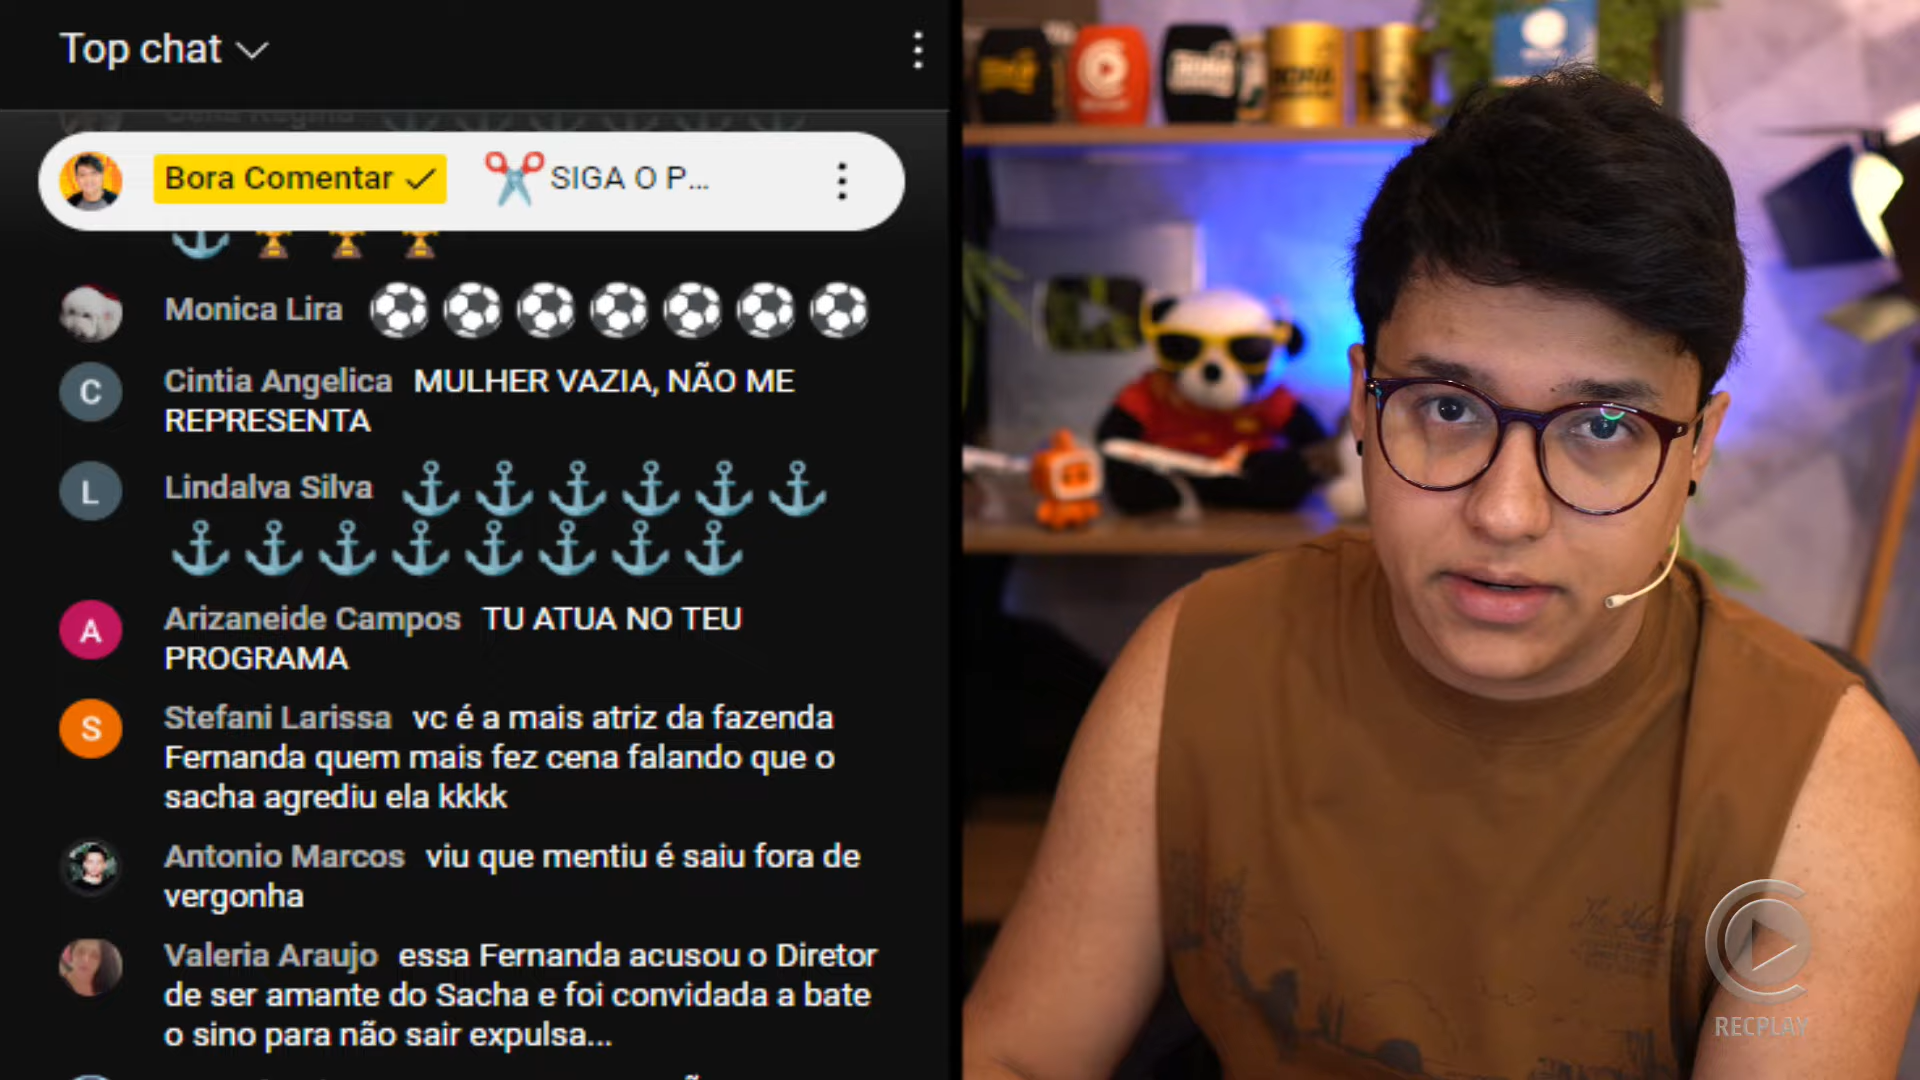 Top chat
Bora Comentar SIGA O P...
Monica Lira
Cintia Angelica MULHER VAZIA, NÃO ME
REPRESENTA
Lindalva Silva
Arizaneide Campos TU ATUA NO TEU
PROGRAMA
Stefani Larissa vc é a mais atriz da fazenda
Fernanda quem mais fez cena falando que o
sacha agrediu ela kkkk
Antonio Marcos viu que mentiu é saiu fora de
vergonha
Valeria Araujo essa Fernanda acusou o Diretor
de ser amante do Sacha e foi convidada a bate
o sino para não sair expulsa...
C
L
A
S
RECPLAY